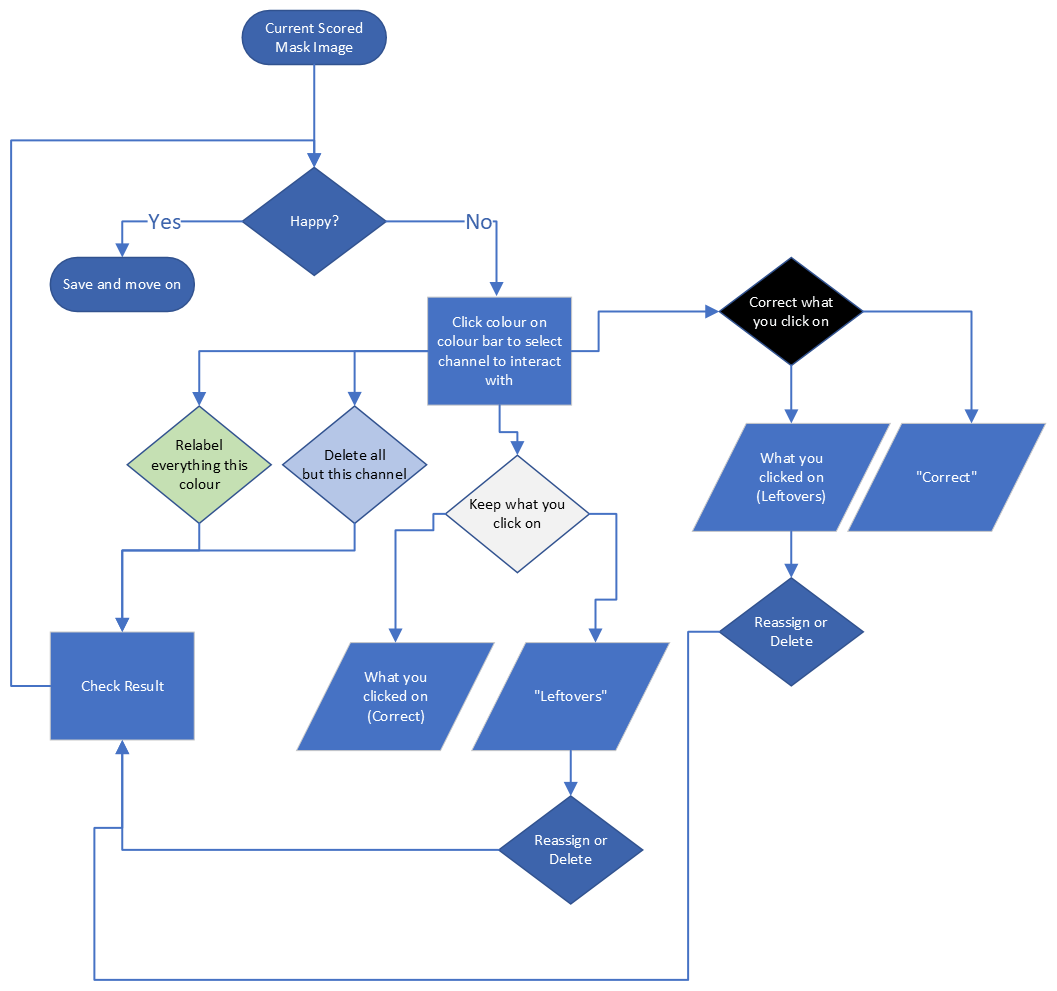 Current Scored
Mask Image
Happy?
Yes
No
Save and move on
Click colour on
colour bar to select
channel to interact
with
Correct what
you click on
Relabel
everything this
colour
Delete all
but this channel
Keep what you
click on
What you
clicked on
(Leftovers)
"Correct"
Reassign or
Delete
Check Result
What you
clicked on
(Correct)
"Leftovers"
Reassign or
Delete